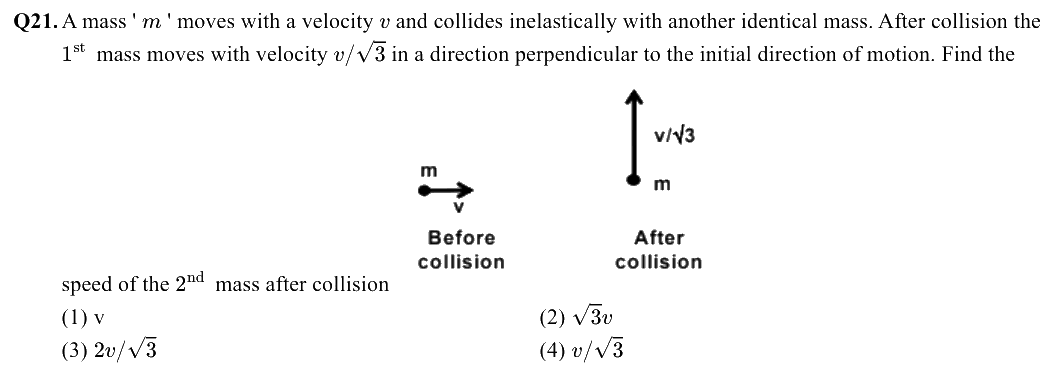 Q21. A mass ' m ' moves with a velocity v and collides inelastically with another identical mass. After collision the
1st mass moves with velocity v/√3 in a direction perpendicular to the initial direction of motion. Find the
v/√3
m
m
v
Before
collision
After
collision
speed of the 2nd mass after collision
(1) v
(2) √3v
(3) 2v/√3
(4) v/√3